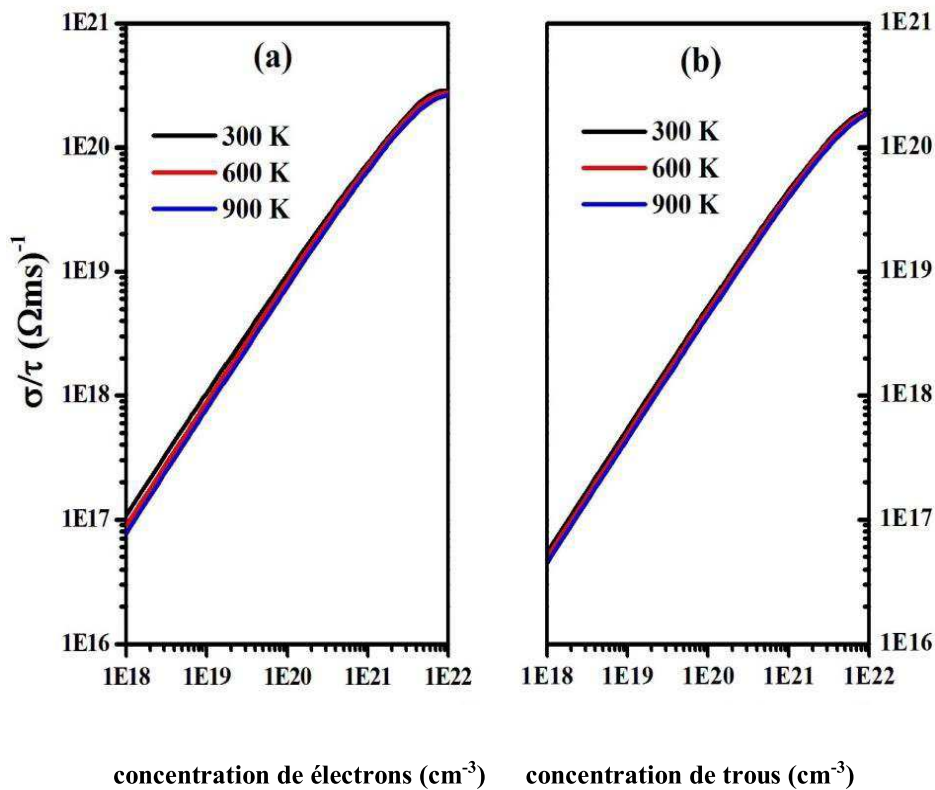 (a)
300 K
600 K
900 K
1E21
1E20
1E19
1E18
1E17
1E16
σ/τ (Ωms)⁻¹
1E18 1E19 1E20 1E21 1E22
concentration de électrons (cm⁻³)
(b)
300 K
600 K
900 K
1E21
1E20
1E19
1E18
1E17
1E16
1E18 1E19 1E20 1E21 1E22
concentration de trous (cm⁻³)